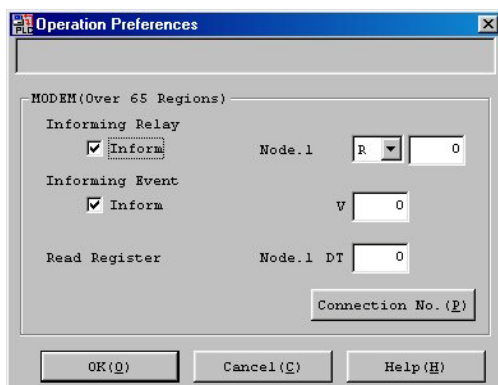 PLC Operation Preferences
MODEM(Over 65 Regions)
Informing Relay
Inform Node.1 R 0
Informing Event
Inform V 0
Read Register Node.1 DT 0
Connection No.(P)
OK(O) Cancel(C) Help(H)